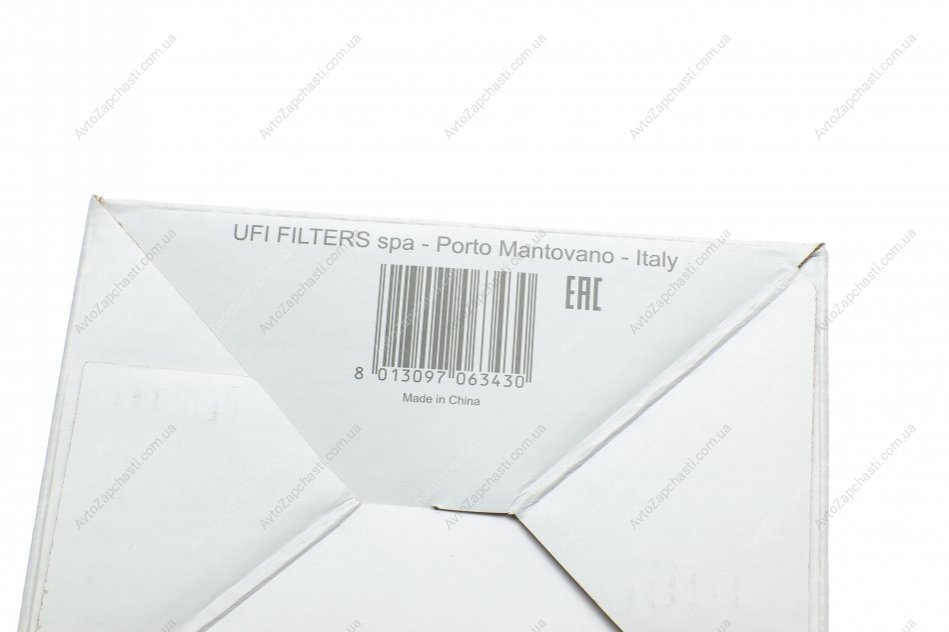 UFI FILTERS spa - Porto Mantovano - Italy
EAC
8 013097 063430
Made in China
AvtoZapchasti.com.ua